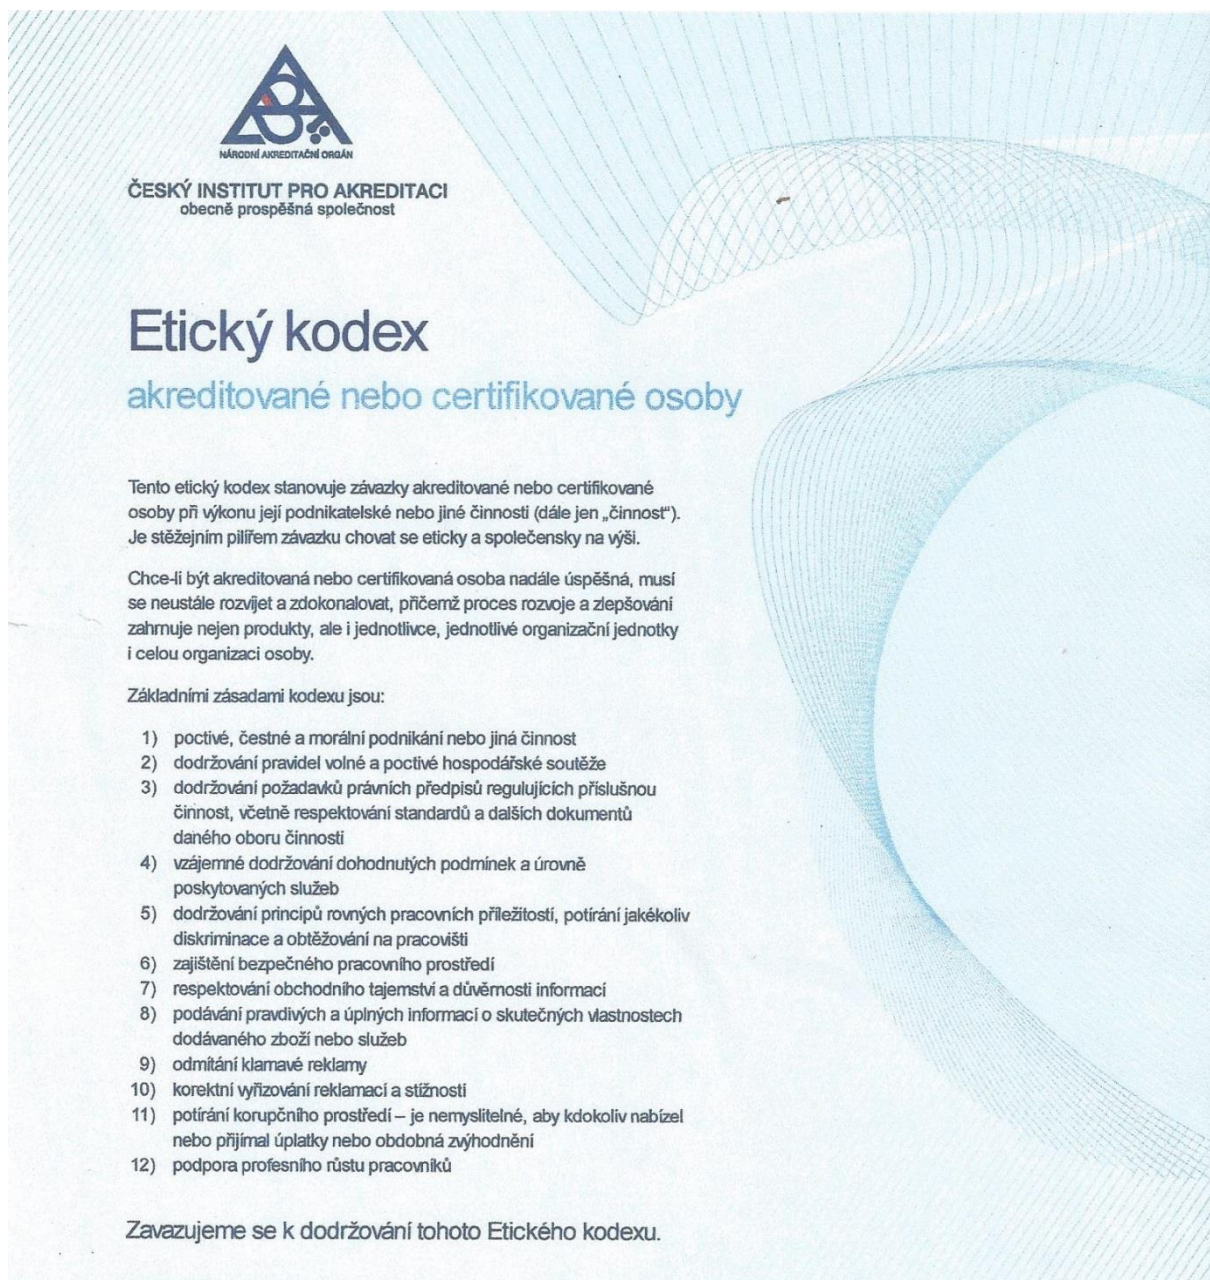 NÁRODNÍ AKREDITAČNÍ ORGÁN
ČESKÝ INSTITUT PRO AKREDITACI
obecně prospěšná společnost
Etický kodex
akreditované nebo certifikované osoby
Tento etický kodex stanovuje závazky akreditované nebo certifikované
osoby při výkonu její podnikatelské nebo jiné činnosti (dále jen „činnost“).
Je stěžejním pilířem závazku chovat se eticky a společensky na výši.
Chce-li být akreditovaná nebo certifikovaná osoba nadále úspěšná, musí
se neustále rozvíjet a zdokonalovat, přičemž proces rozvoje a zlepšování
zahrnuje nejen produkty, ale i jednotlivce, jednotlivé organizační jednotky
i celou organizaci osoby.
Základními zásadami kodexu jsou:
1) poctivé, čestné a morální podnikání nebo jiná činnost
2) dodržování pravidel volné a poctivé hospodářské soutěže
3) dodržování požadavků právních předpisů regulujících příslušnou
činnost, včetně respektování standardů a dalších dokumentů
daného oboru činnosti
4) vzájemné dodržování dohodnutých podmínek a úrovně
poskytovaných služeb
5) dodržování principů rovných pracovních příležitostí, potírání jakékoliv
diskriminace a obtěžování na pracovišti
6) zajištění bezpečného pracovního prostředí
7) respektování obchodního tajemství a důvěrnosti informací
8) podávání pravdivých a úplných informací o skutečných vlastnostech
dodávaného zboží nebo služeb
9) odmítání klamavé reklamy
10) korektní vyřizování reklamací a stížností
11) potírání korupčního prostředí – je nemyslitelné, aby kdokoliv nabízel
nebo přijímal úplatky nebo obdobná zvýhodnění
12) podpora profesního růstu pracovníků
Zavazujeme se k dodržování tohoto Etického kodexu.